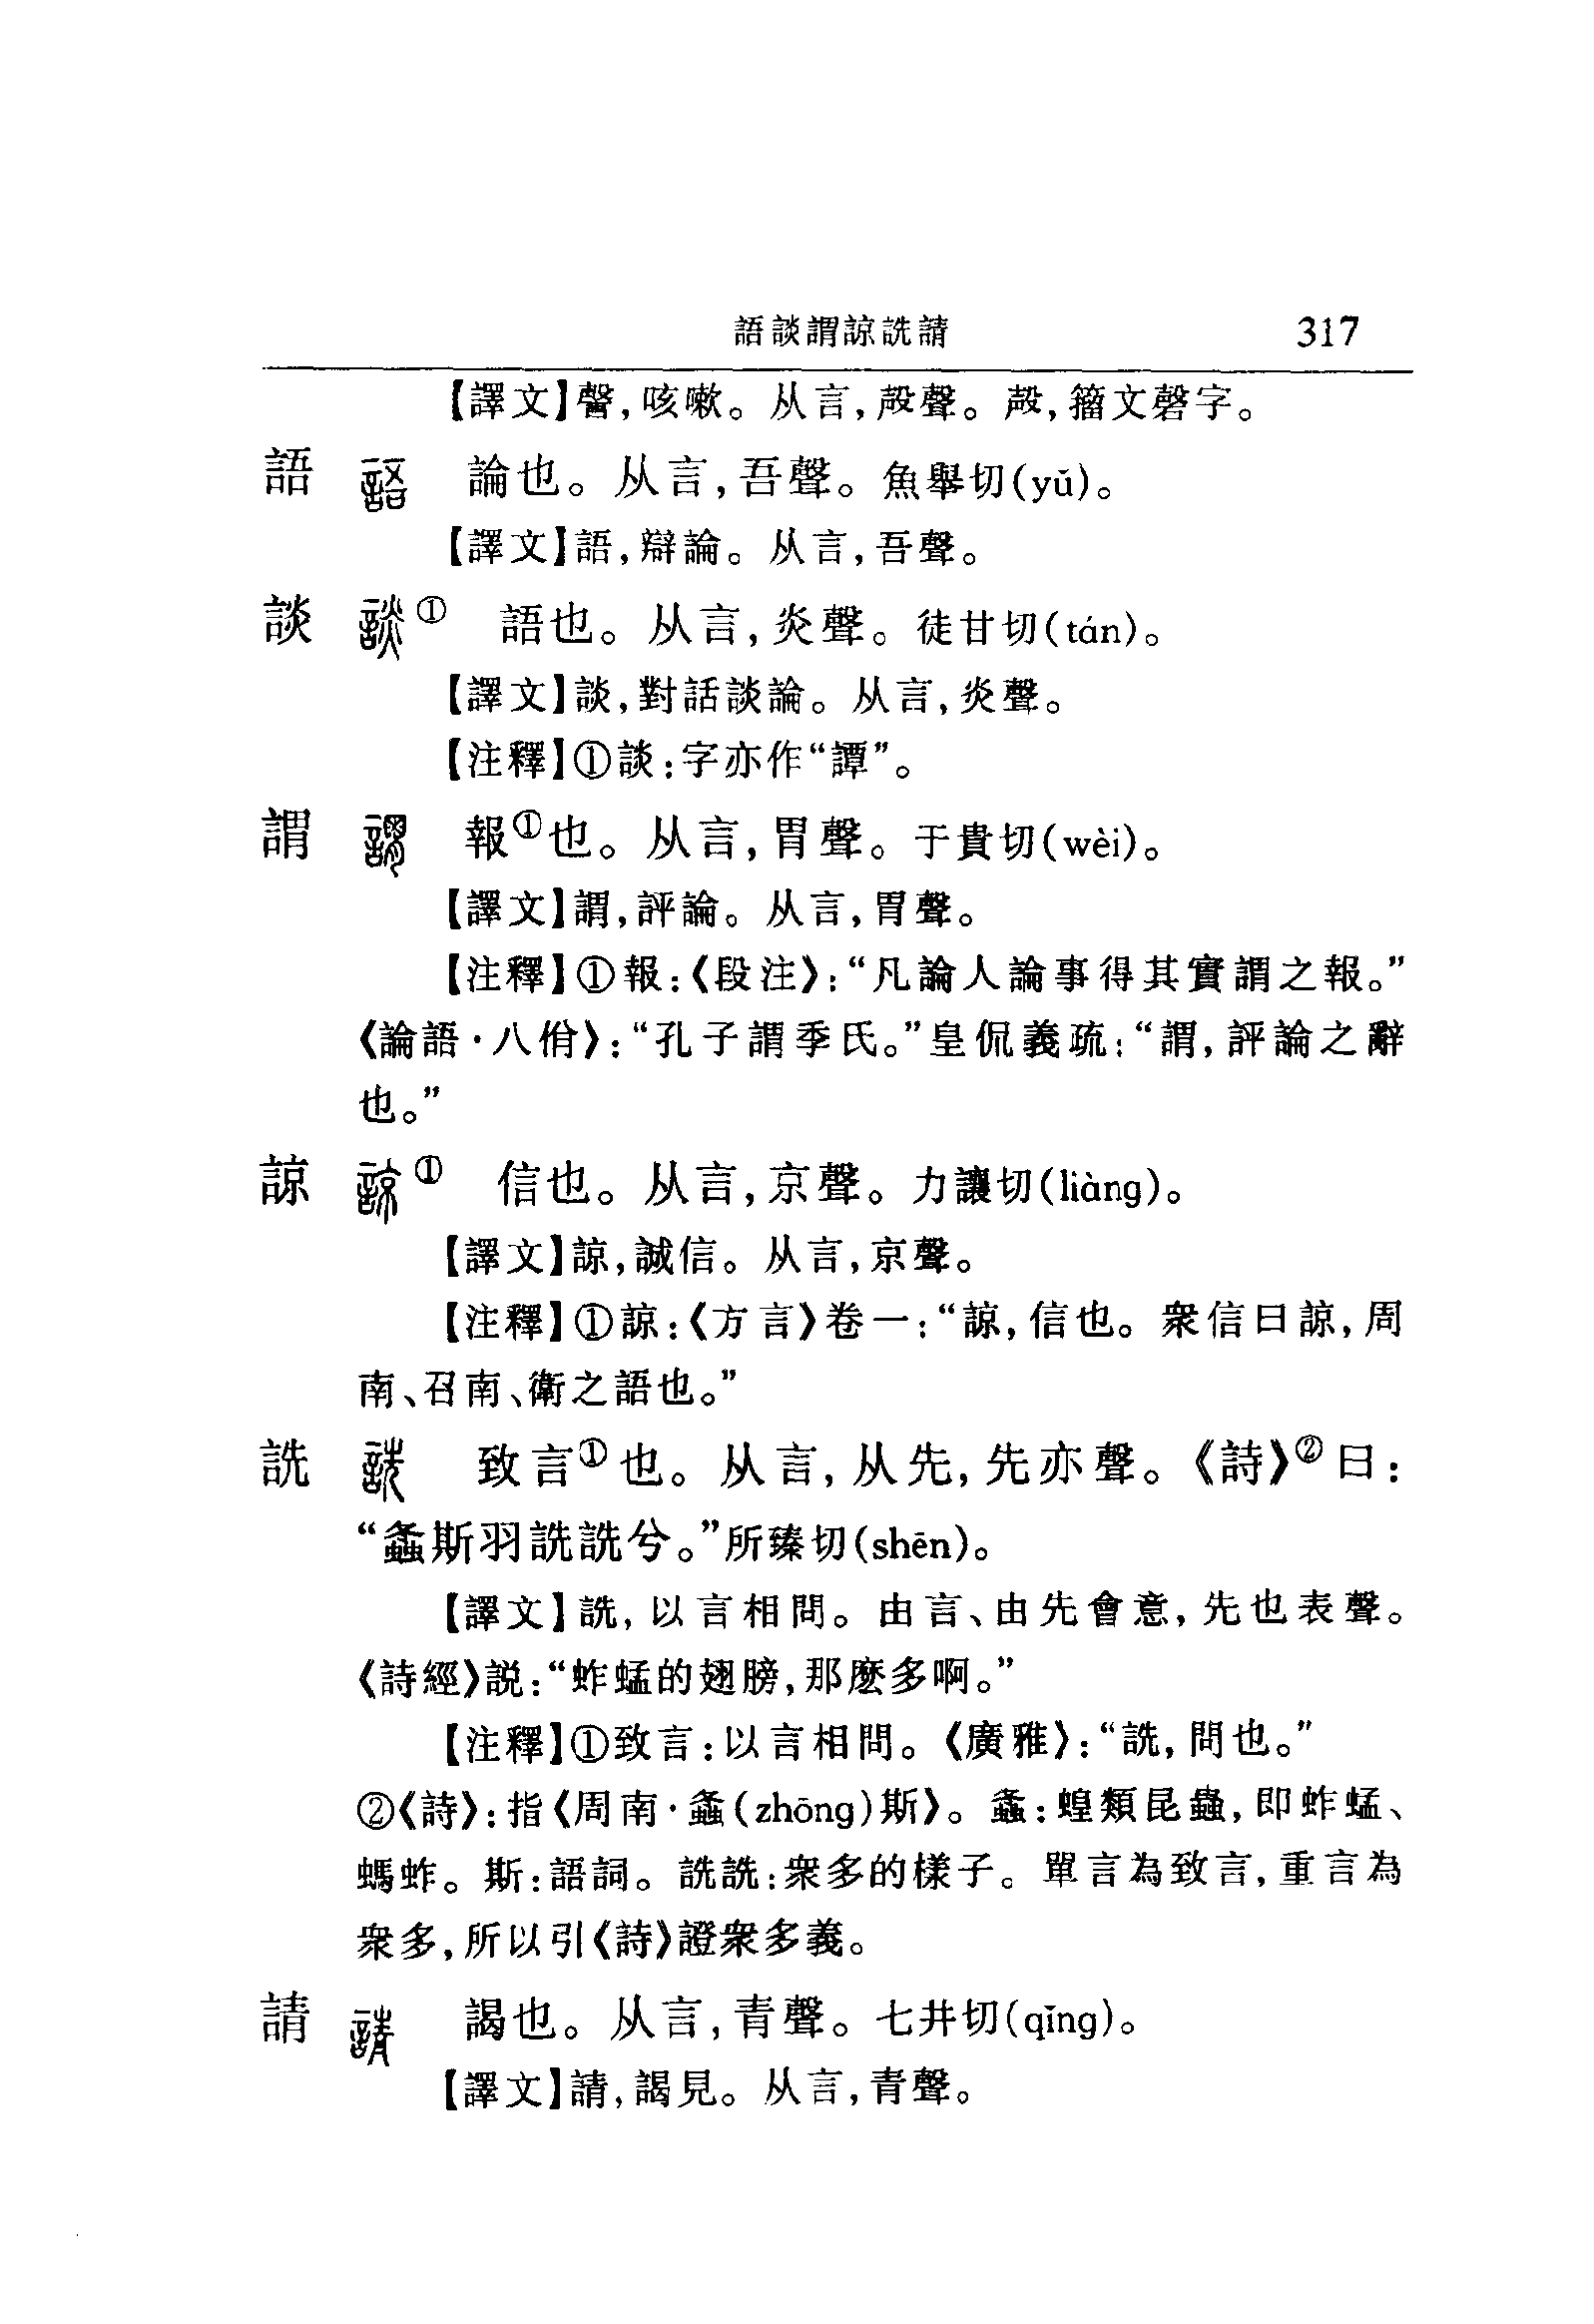 語談謂諒詵請 317
【譯文】謦,咳嗽。从言,殸聲。殸,籀文磬字。
語 論也。从言,吾聲。魚舉切(yǔ)。
【譯文】語,辯論。从言,吾聲。
談 ① 語也。从言,炎聲。徒甘切(tán)。
【譯文】談,對話談論。从言,炎聲。
【注釋】①談:字亦作“譚”。
謂 報①也。从言,胃聲。于貴切(wèi)。
【譯文】謂,評論。从言,胃聲。
【注釋】①報:《段注》:“凡論人論事得其實謂之報。”
《論語·八佾》:“孔子謂季氏。”皇侃義疏:“謂,評論之辭
也。”
諒 ① 信也。从言,京聲。力讓切(liàng)。
【譯文】諒,誠信。从言,京聲。
【注釋】①諒:《方言》卷一:“諒,信也。衆信曰諒,周
南、召南、衛之語也。”
詵 致言①也。从言,从先,先亦聲。《詩》②曰:
“螽斯羽詵詵兮。”所臻切(shēn)。
【譯文】詵,以言相問。由言、由先會意,先也表聲。
《詩經》説:“蚱蜢的翅膀,那麽多啊。”
【注釋】①致言:以言相問。《廣雅》:“詵,問也。”
②《詩》:指《周南·螽(zhōng)斯》。螽:蝗類昆蟲,即蚱蜢、
螞蚱。斯:語詞。詵詵:衆多的樣子。單言為致言,重言為
衆多,所以引《詩》證衆多義。
請 謁也。从言,青聲。七井切(qǐng)。
【譯文】請,謁見。从言,青聲。